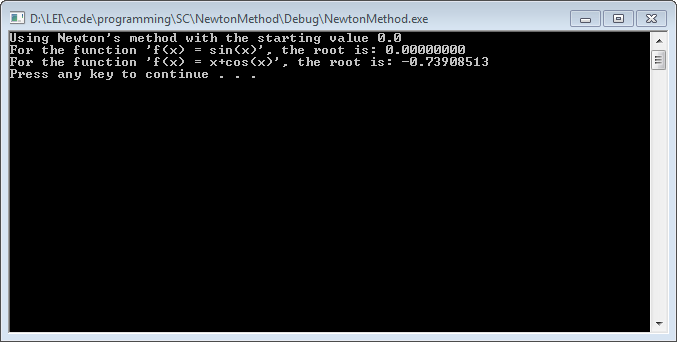 D:\LEI\code\programming\SC\NewtonMethod\Debug\NewtonMethod.exe
Using Newton's method with the starting value 0.0
For the function 'f(x) = sin(x)', the root is: 0.00000000
For the function 'f(x) = x+cos(x)', the root is: -0.73908513
Press any key to continue . . .